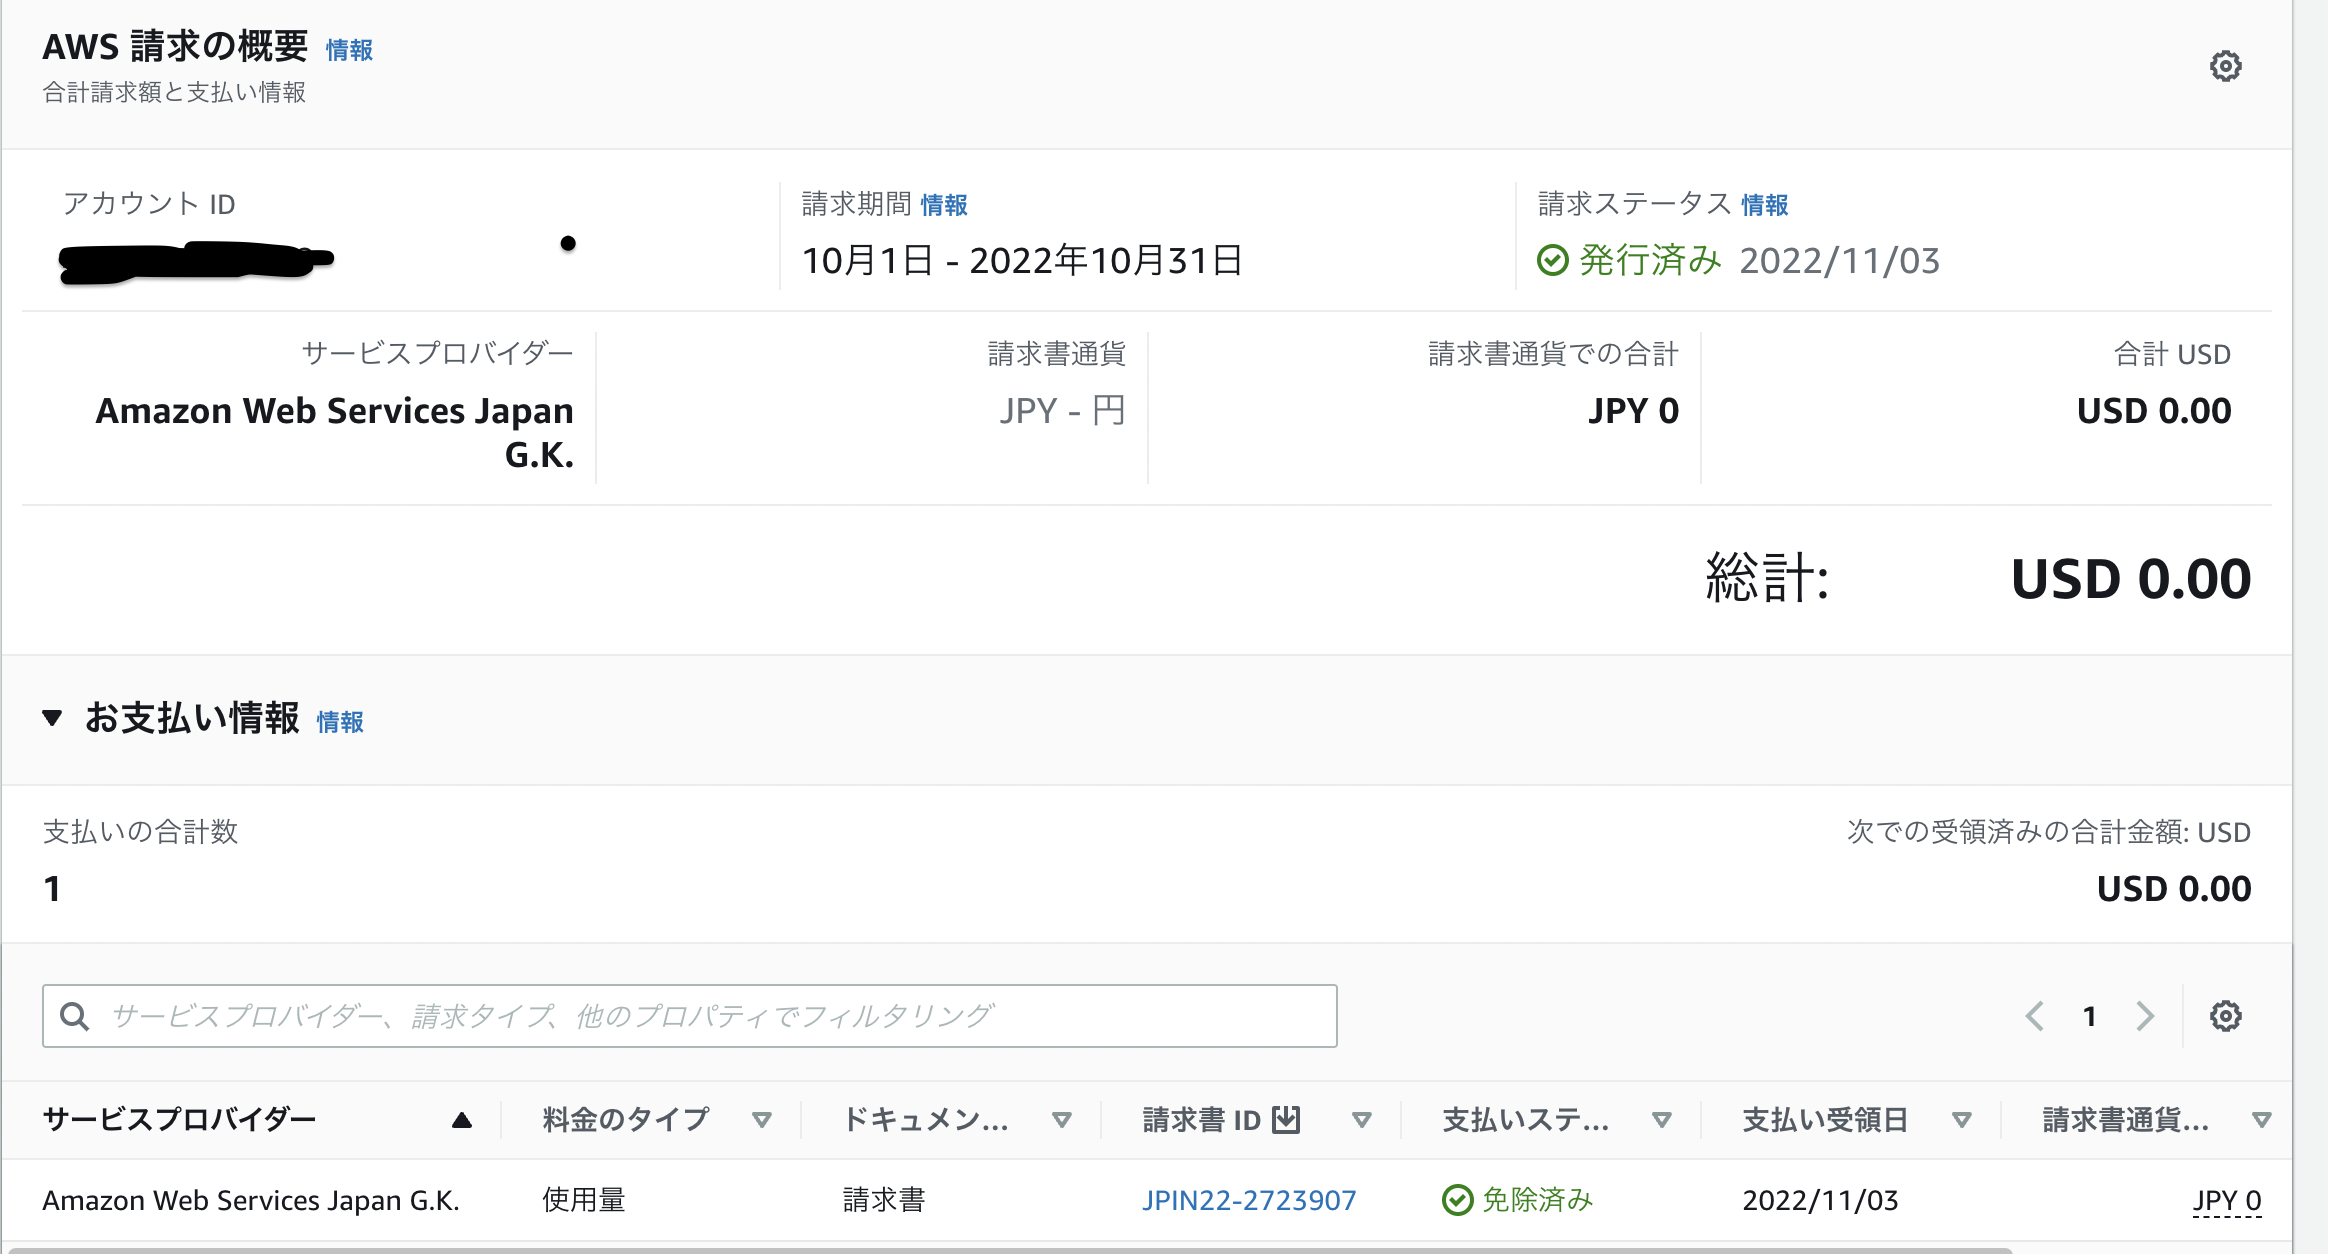 AWS 請求の概要 情報
合計請求額と支払い情報
アカウント ID
請求期間 情報
10月1日 - 2022年10月31日
請求ステータス 情報
発行済み 2022/11/03
サービスプロバイダー
Amazon Web Services Japan
G.K.
請求書通貨
JPY - 円
請求書通貨での合計
JPY 0
合計 USD
USD 0.00
総計: USD 0.00
お支払い情報 情報
支払いの合計数
1
次での受領済みの合計金額: USD
USD 0.00
サービスプロバイダー、請求タイプ、他のプロパティでフィルタリング
1
サービスプロバイダー 料金のタイプ ドキュメン... 請求書 ID 支払いステ... 支払い受領日 請求書通貨...
Amazon Web Services Japan G.K. 使用量 請求書 JPIN22-2723907 免除済み 2022/11/03 JPY 0